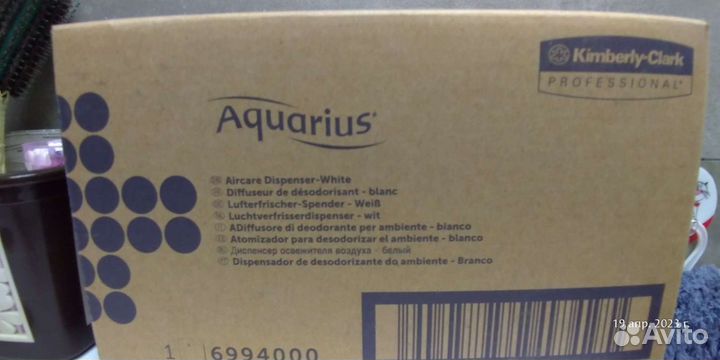 Kimberly-Clark
PROFESSIONAL*
Aquarius*
Aircare Dispenser-White
Diffuseur de désodorisant - blanc
Lufterfrischer-Spender - Weiß
Luchtverfrisserdispenser - wit
ADiffusore di deodorante per ambiente - bianco
Atomizador para desodorizar el ambiente - blanco
Диспенсер освежителя воздуха - белый
Dispensador de desodorizante do ambiente - Branco
1 6994000
19 апр. 2023 г.
Avito